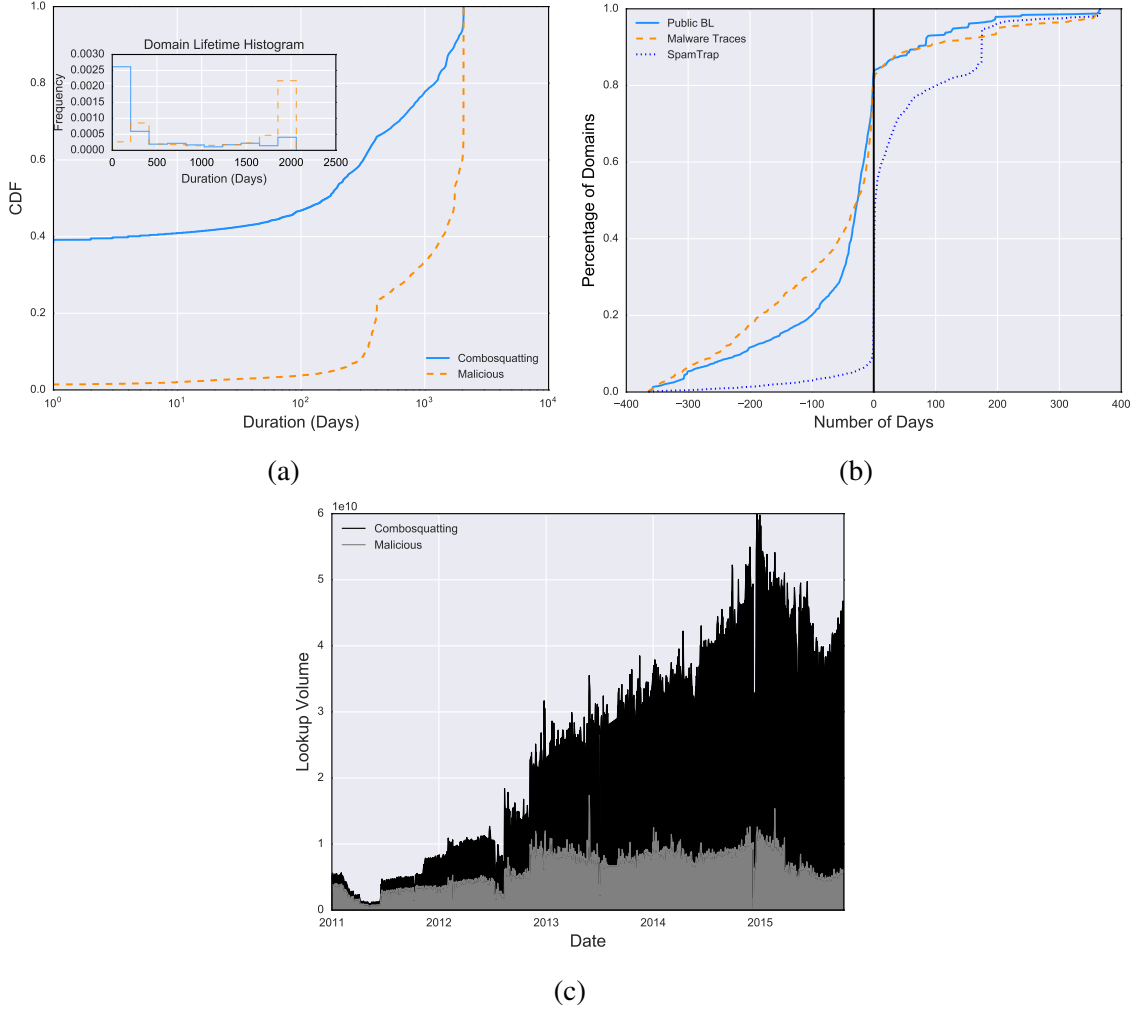 1.0
0.8
0.6
0.4
0.2
0.0
CDF
Domain Lifetime Histogram
0.0030
0.0025
0.0020
0.0015
0.0010
0.0005
0.0000
Frequency
0 500 1000 1500 2000 2500
Duration (Days)
Combosquatting
Malicious
10^0 10^1 10^2 10^3 10^4
Duration (Days)
(a)
1.0
0.8
0.6
0.4
0.2
0.0
Percentage of Domains
Public BL
Malware Traces
SpamTrap
−400 −300 −200 −100 0 100 200 300 400
Number of Days
(b)
1e10
6
5
4
3
2
1
0
Lookup Volume
Combosquatting
Malicious
2011 2012 2013 2014 2015
Date
(c)